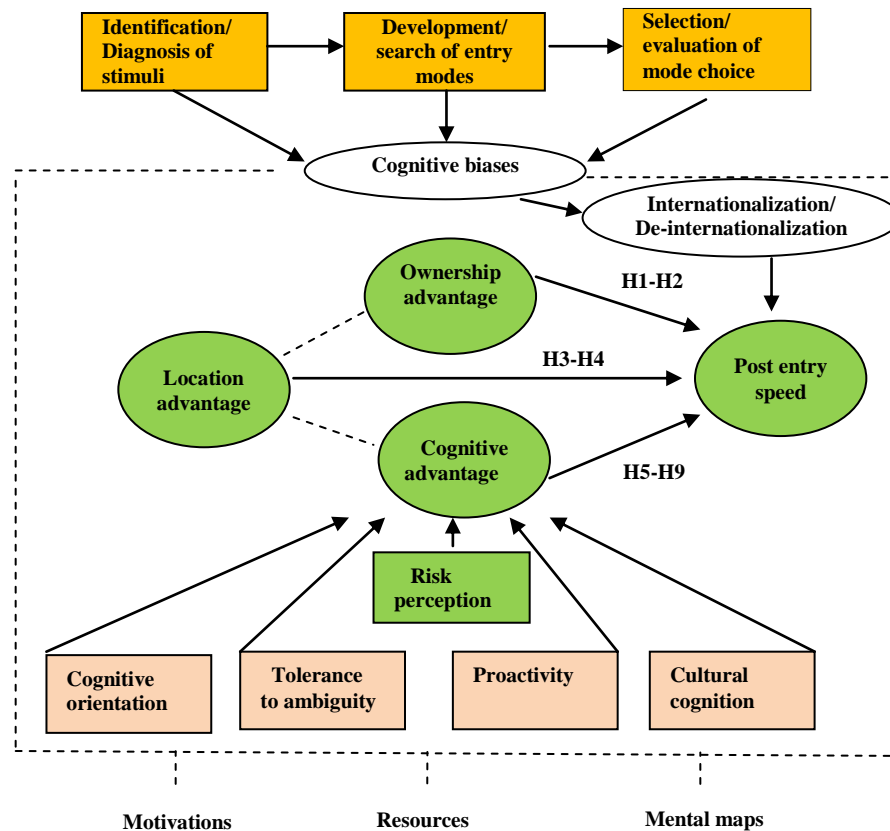 Identification/
Diagnosis of
stimuli
Development/
search of entry
modes
Selection/
evaluation of
mode choice
Cognitive biases
Internationalization/
De-internationalization
Ownership
advantage
H1-H2
Location
advantage
H3-H4
Post entry
speed
Cognitive
advantage
H5-H9
Risk
perception
Cognitive
orientation
Tolerance
to ambiguity
Proactivity
Cultural
cognition
Motivations
Resources
Mental maps